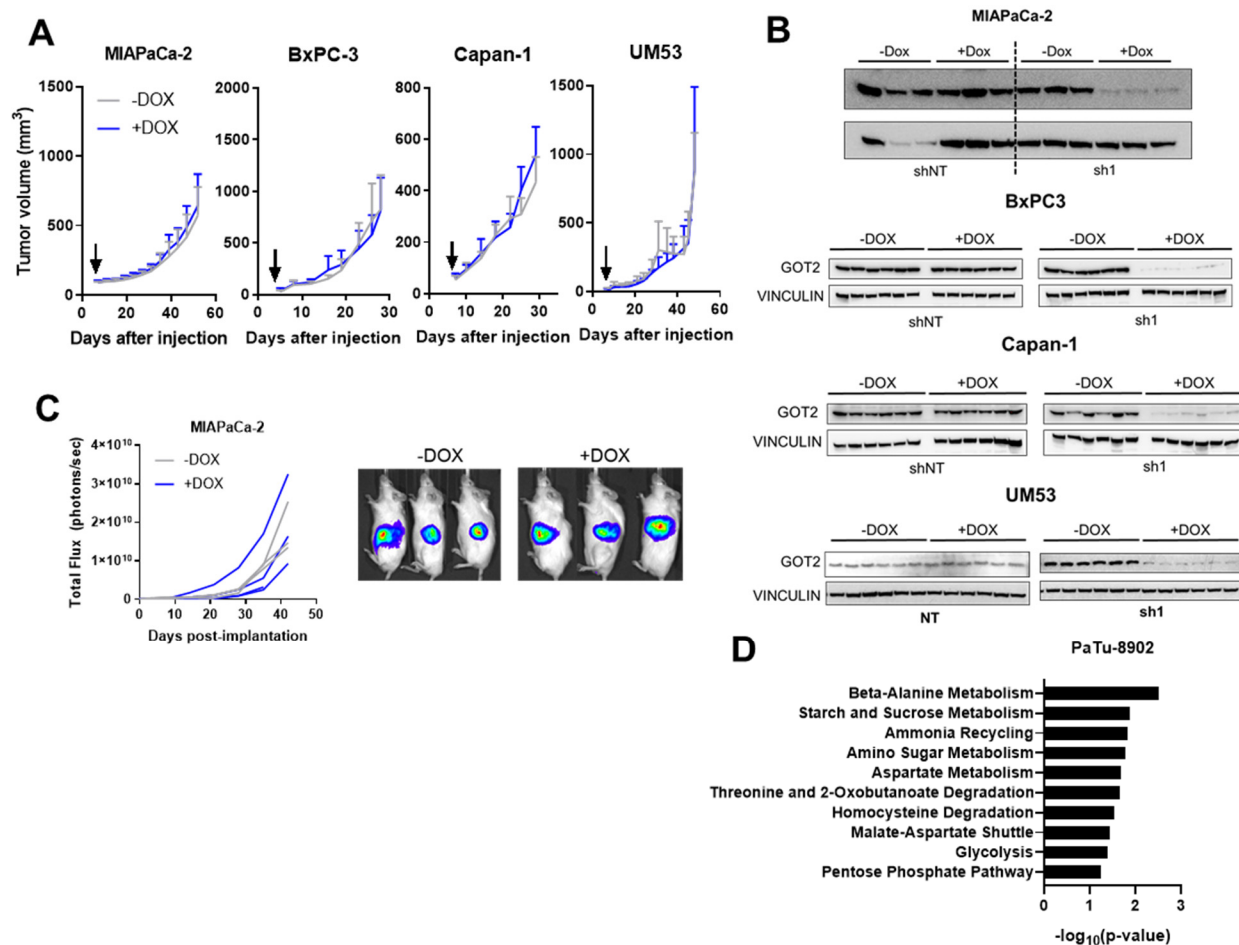 A
MIAPaCa-2
BxPC-3
Capan-1
UM53
Tumor volume (mm3)
1500
1000
500
0
-DOX
+DOX
0 20 40 60
Days after injection
2000
1500
1000
500
0
0 10 20 30
Days after injection
800
600
400
200
0
0 10 20 30
Days after injection
1500
1000
500
0
0 20 40 60
Days after injection
B
MIAPaCa-2
-Dox +Dox -Dox +Dox
shNT sh1
BxPC3
-DOX +DOX -DOX +DOX
GOT2
VINCULIN
shNT sh1
Capan-1
-DOX +DOX -DOX +DOX
GOT2
VINCULIN
shNT sh1
UM53
-DOX +DOX -DOX +DOX
GOT2
VINCULIN
NT sh1
C
MIAPaCa-2
Total Flux (photons/sec)
4×10^10
3×10^10
2×10^10
1×10^10
0
-DOX
+DOX
0 10 20 30 40 50
Days post-implantation
-DOX +DOX
D
PaTu-8902
Beta-Alanine Metabolism
Starch and Sucrose Metabolism
Ammonia Recycling
Amino Sugar Metabolism
Aspartate Metabolism
Threonine and 2-Oxobutanoate Degradation
Homocysteine Degradation
Malate-Aspartate Shuttle
Glycolysis
Pentose Phosphate Pathway
0 1 2 3
-log10(p-value)